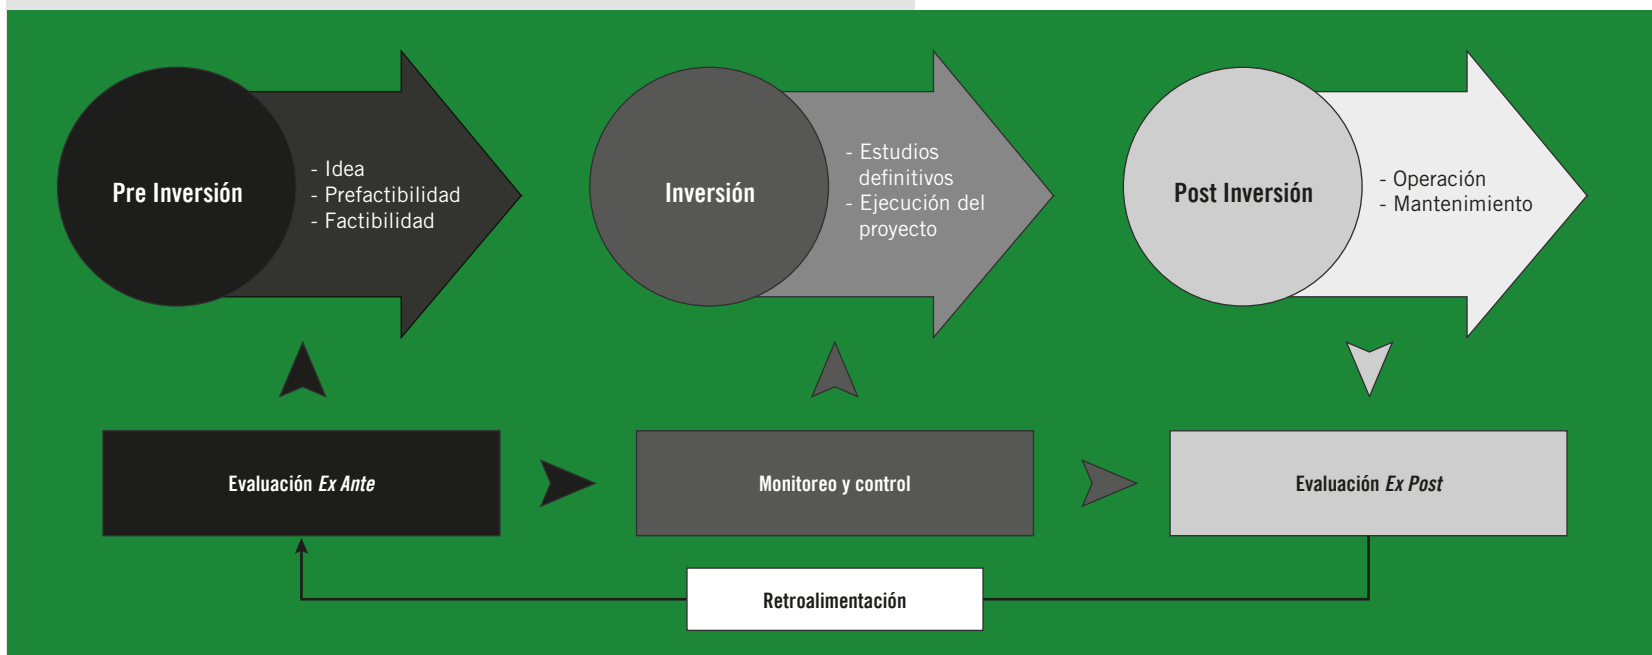 Pre Inversión
- Idea
- Prefactibilidad
- Factibilidad
Inversión
- Estudios
definitivos
- Ejecución del
proyecto
Post Inversión
- Operación
- Mantenimiento
Evaluación Ex Ante
Monitoreo y control
Evaluación Ex Post
Retroalimentación